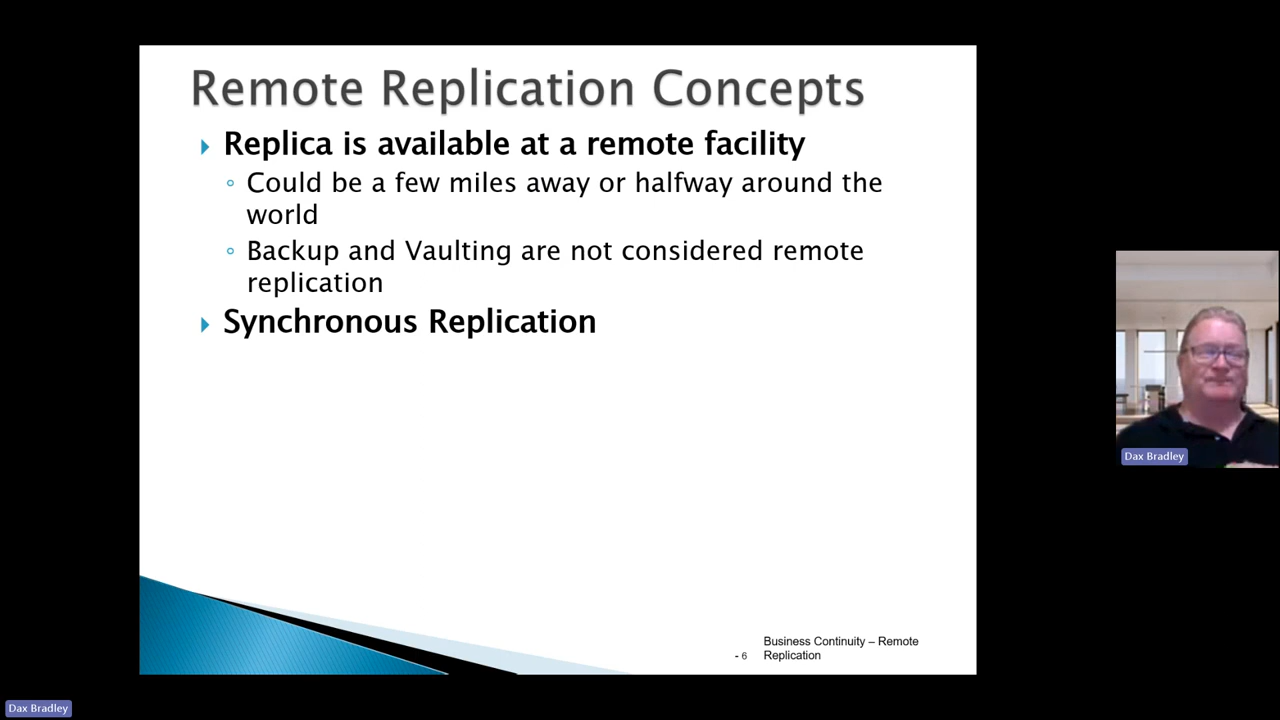 Remote Replication Concepts
Replica is available at a remote facility
Could be a few miles away or halfway around the
world
Backup and Vaulting are not considered remote
replication
Synchronous Replication
Dax Bradley
Business Continuity – Remote
- 6 Replication
Dax Bradley